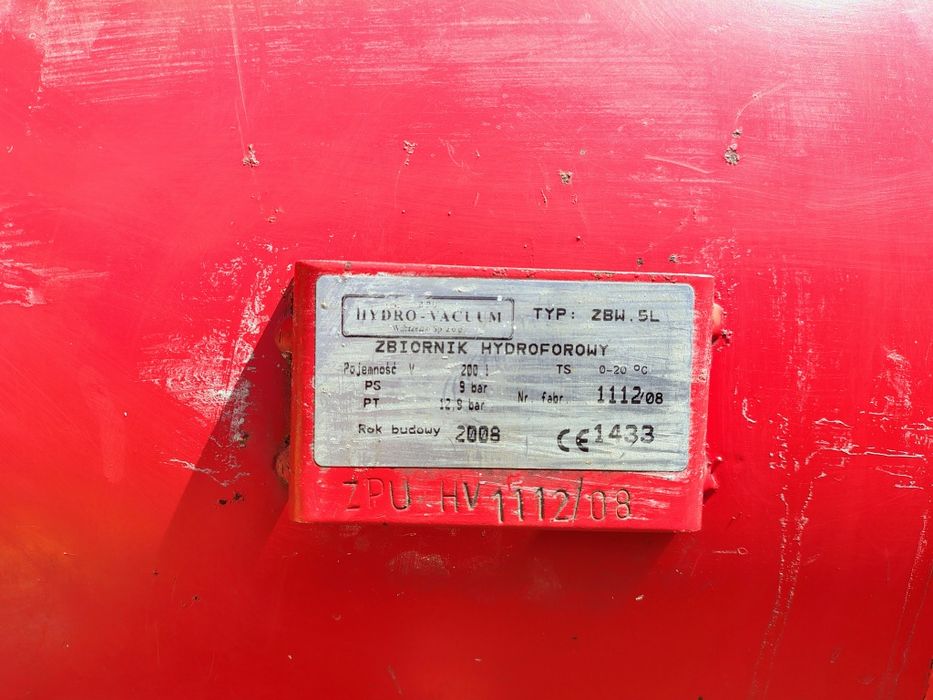 HYDRO-VACUUM
Sp. z o.o.
TYP: ZBW.5L
ZBIORNIK HYDROFOROWY
Pojemność V 200 l TS 0-20 °C
PS 9 bar
PT 12,9 bar Nr fabr 1112/08
Rok budowy 2008 CE 1433
ZPU HV 1112/08